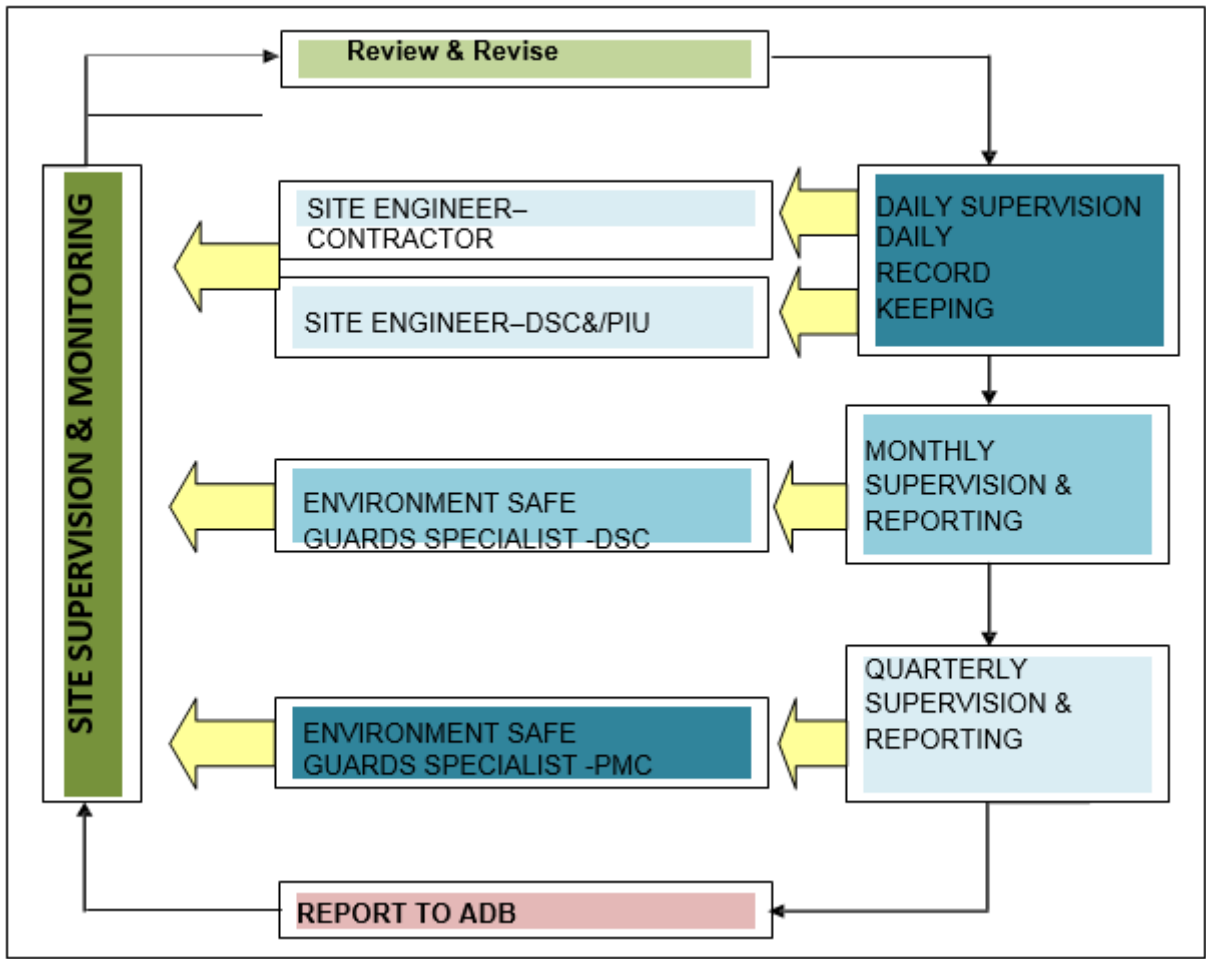 Review & Revise
SITE SUPERVISION & MONITORING
SITE ENGINEER–
CONTRACTOR
SITE ENGINEER–DSC&/PIU
DAILY SUPERVISION
DAILY
RECORD
KEEPING
ENVIRONMENT SAFE
GUARDS SPECIALIST -DSC
MONTHLY
SUPERVISION &
REPORTING
ENVIRONMENT SAFE
GUARDS SPECIALIST -PMC
QUARTERLY
SUPERVISION &
REPORTING
REPORT TO ADB